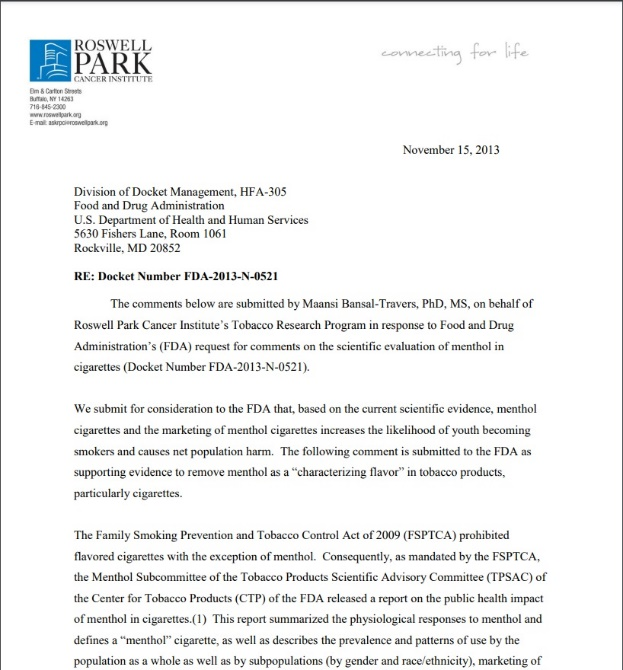 ROSWELL
PARK
CANCER INSTITUTE
connecting for life
Elm & Carlton Streets
Buffalo, NY 14263
716-845-2300
www.roswellpark.org
E-mail: askrpci@roswellpark.org
November 15, 2013
Division of Docket Management, HFA-305
Food and Drug Administration
U.S. Department of Health and Human Services
5630 Fishers Lane, Room 1061
Rockville, MD 20852
RE: Docket Number FDA-2013-N-0521
The comments below are submitted by Maansi Bansal-Travers, PhD, MS, on behalf of
Roswell Park Cancer Institute's Tobacco Research Program in response to Food and Drug
Administration's (FDA) request for comments on the scientific evaluation of menthol in
cigarettes (Docket Number FDA-2013-N-0521).
We submit for consideration to the FDA that, based on the current scientific evidence, menthol
cigarettes and the marketing of menthol cigarettes increases the likelihood of youth becoming
smokers and causes net population harm.  The following comment is submitted to the FDA as
supporting evidence to remove menthol as a “characterizing flavor” in tobacco products,
particularly cigarettes.
The Family Smoking Prevention and Tobacco Control Act of 2009 (FSPTCA) prohibited
flavored cigarettes with the exception of menthol.  Consequently, as mandated by the FSPTCA,
the Menthol Subcommittee of the Tobacco Products Scientific Advisory Committee (TPSAC) of
the Center for Tobacco Products (CTP) of the FDA released a report on the public health impact
of menthol in cigarettes.(1)  This report summarized the physiological responses to menthol and
defines a “menthol” cigarette, as well as describes the prevalence and patterns of use by the
population as a whole as well as by subpopulations (by gender and race/ethnicity), marketing of